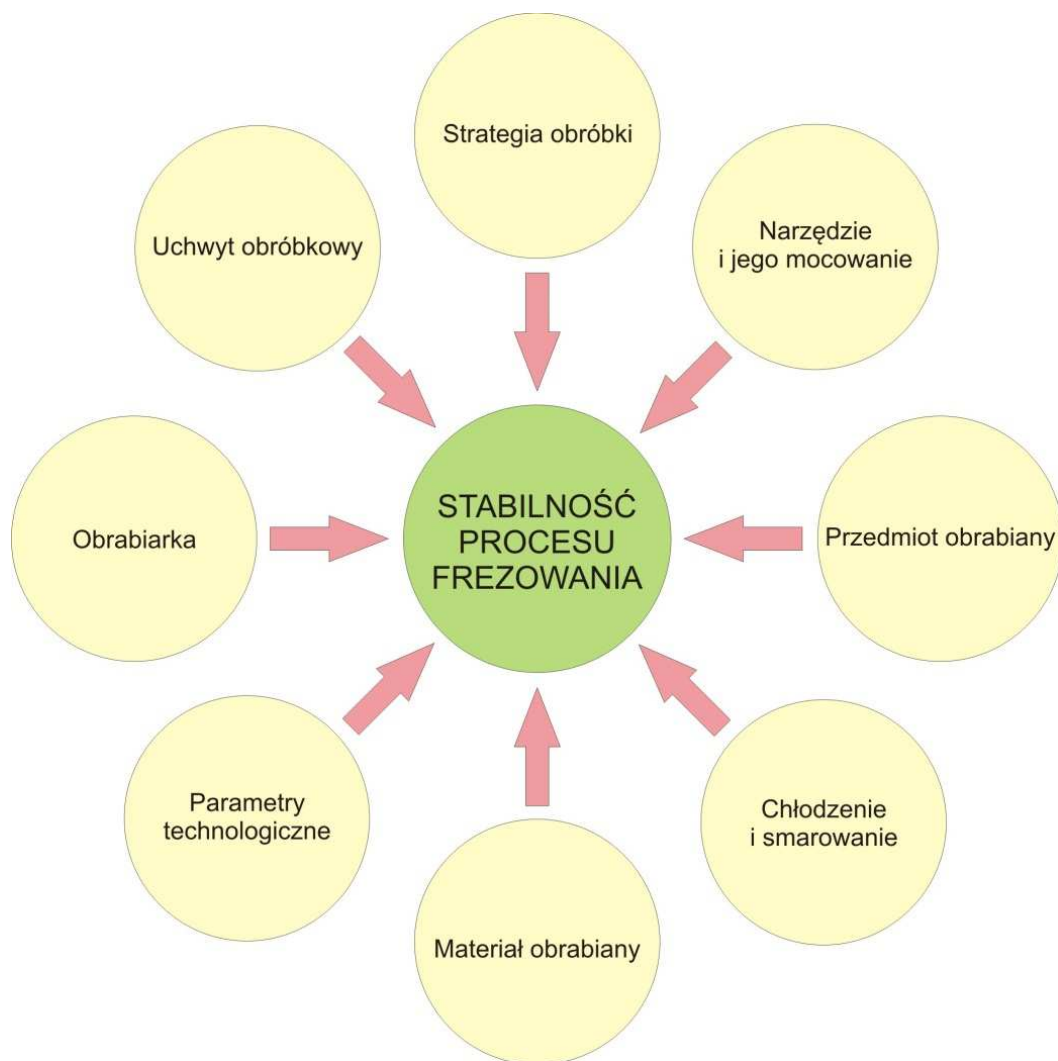 Strategia obróbki
Narzędzie
i jego mocowanie
Uchwyt obróbkowy
STABILNOŚĆ
PROCESU
FREZOWANIA
Obrabiarka
Przedmiot obrabiany
Parametry
technologiczne
Chłodzenie
i smarowanie
Materiał obrabiany